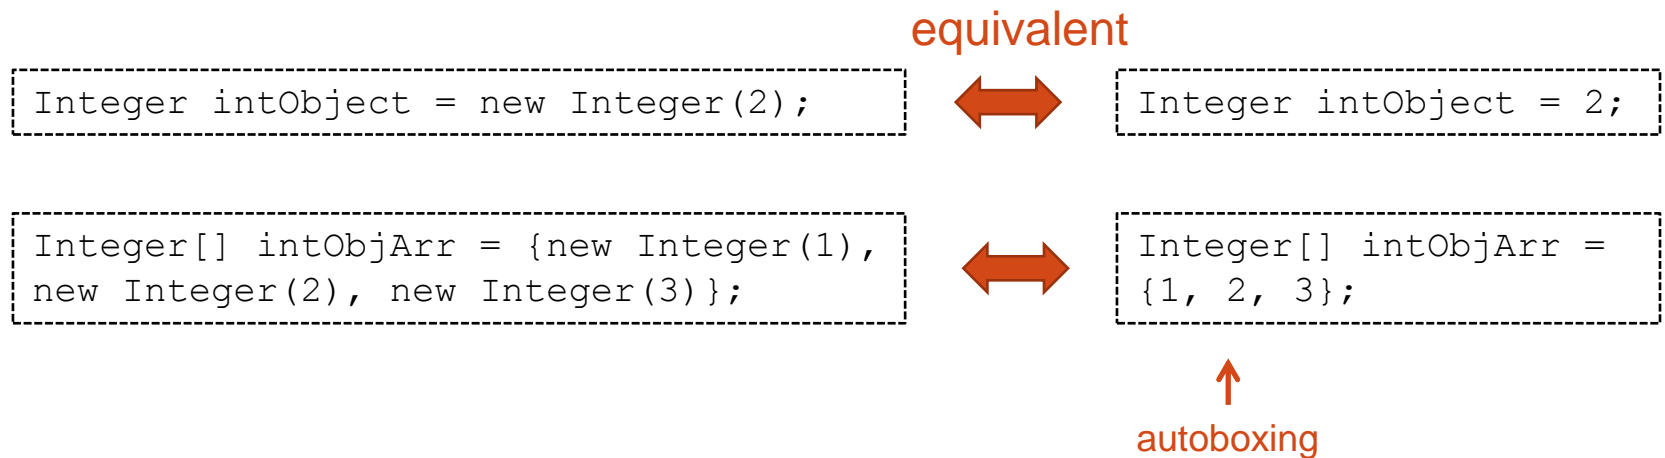 equivalent
Integer intObject = new Integer(2);
Integer intObject = 2;
Integer[] intObjArr = {new Integer(1),
new Integer(2), new Integer(3)};
Integer[] intObjArr =
{1, 2, 3};
autoboxing